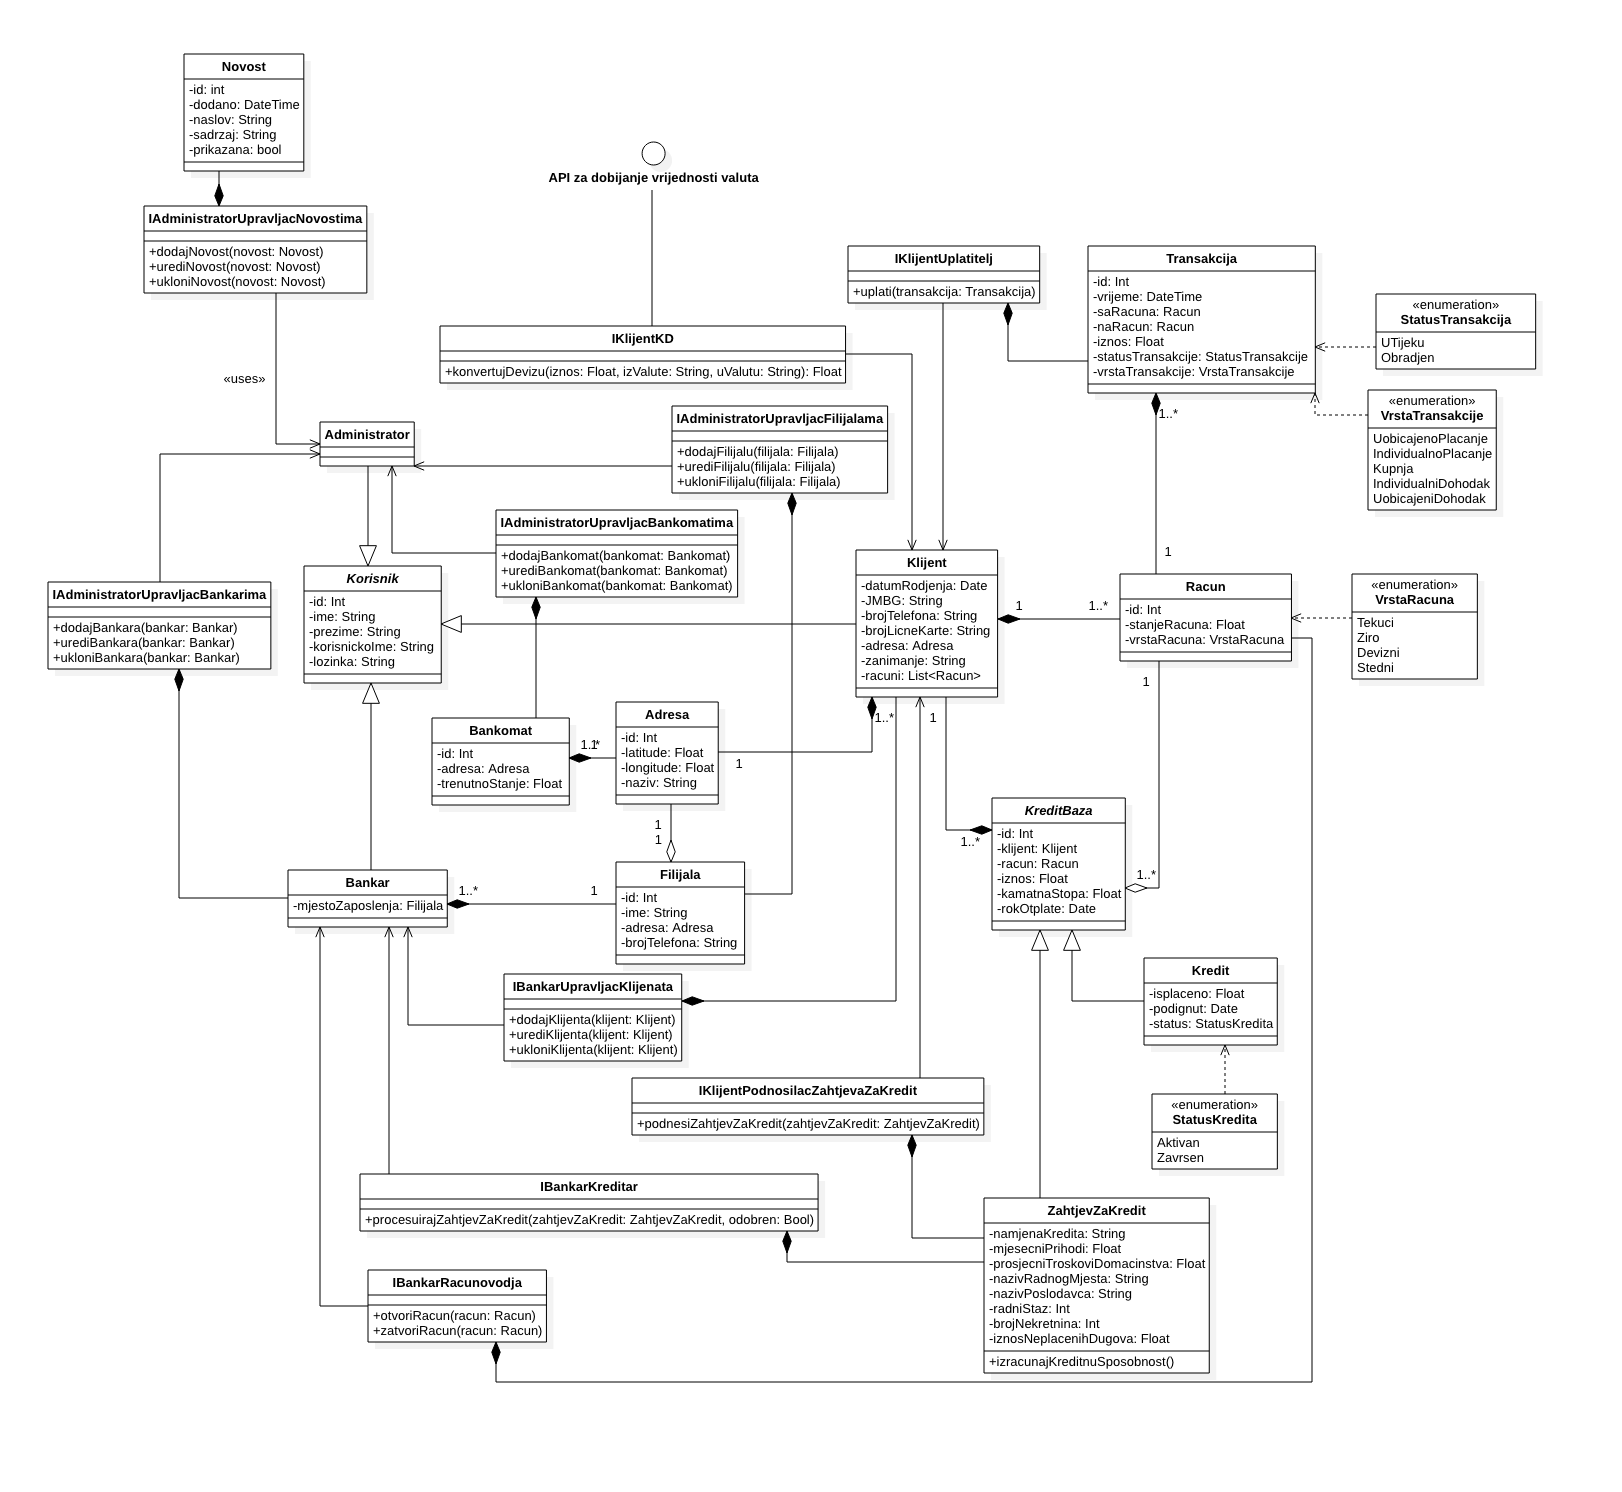 Novost
-id: int
-dodano: DateTime
-naslov: String
-sadrzaj: String
-prikazana: bool
API za dobijanje vrijednosti valuta
IAdministratorUpravljacNovostima
+dodajNovost(novost: Novost)
+urediNovost(novost: Novost)
+ukloniNovost(novost: Novost)
«uses»
IKlijentKD
+konvertujDevizu(iznos: Float, izValute: String, uValutu: String): Float
IKlijentUplatitelj
+uplati(transakcija: Transakcija)
Transakcija
-id: Int
-vrijeme: DateTime
-saRacuna: Racun
-naRacun: Racun
-iznos: Float
-statusTransakcije: StatusTransakcije
-vrstaTransakcije: VrstaTransakcije
1..*
1
«enumeration»
StatusTransakcija
UTijeku
Obradjen
«enumeration»
VrstaTransakcije
UobicajenoPlacanje
IndividualnoPlacanje
Kupnja
IndividualniDohodak
UobicajeniDohodak
Administrator
IAdministratorUpravljacFilijalama
+dodajFilijalu(filijala: Filijala)
+urediFilijalu(filijala: Filijala)
+ukloniFilijalu(filijala: Filijala)
IAdministratorUpravljacBankomatima
+dodajBankomat(bankomat: Bankomat)
+urediBankomat(bankomat: Bankomat)
+ukloniBankomat(bankomat: Bankomat)
IAdministratorUpravljacBankarima
+dodajBankara(bankar: Bankar)
+urediBankara(bankar: Bankar)
+ukloniBankara(bankar: Bankar)
Korisnik
-id: Int
-ime: String
-prezime: String
-korisnickoIme: String
-lozinka: String
Klijent
-datumRodjenja: Date
-JMBG: String
-brojTelefona: String
-brojLicneKarte: String
-adresa: Adresa
-zanimanje: String
-racuni: List<Racun>
1
1..*
Racun
-id: Int
-stanjeRacuna: Float
-vrstaRacuna: VrstaRacuna
«enumeration»
VrstaRacuna
Tekuci
Ziro
Devizni
Stedni
Bankomat
-id: Int
-adresa: Adresa
-trenutnoStanje: Float
1..*
1
Adresa
-id: Int
-latitude: Float
-longitude: Float
-naziv: String
1..*
1
1
1
1
1
KreditBaza
-id: Int
-klijent: Klijent
-racun: Racun
-iznos: Float
-kamatnaStopa: Float
-rokOtplate: Date
1..*
1..*
Bankar
-mjestoZaposlenja: Filijala
1..*
1
Filijala
-id: Int
-ime: String
-adresa: Adresa
-brojTelefona: String
IBankarUpravljacKlijenata
+dodajKlijenta(klijent: Klijent)
+urediKlijenta(klijent: Klijent)
+ukloniKlijenta(klijent: Klijent)
Kredit
-isplaceno: Float
-podignut: Date
-status: StatusKredita
«enumeration»
StatusKredita
Aktivan
Zavrsen
IKlijentPodnosilacZahtjevaZaKredit
+podnesiZahtjevZaKredit(zahtjevZaKredit: ZahtjevZaKredit)
IBankarKreditar
+procesuirajZahtjevZaKredit(zahtjevZaKredit: ZahtjevZaKredit, odobren: Bool)
ZahtjevZaKredit
-namjenaKredita: String
-mjesecniPrihodi: Float
-prosjecniTroskoviDomacinstva: Float
-nazivRadnogMjesta: String
-nazivPoslodavca: String
-radniStaz: Int
-brojNekretnina: Int
-iznosNeplacenihDugova: Float
+izracunajKreditnuSposobnost()
IBankarRacunovodja
+otvoriRacun(racun: Racun)
+zatvoriRacun(racun: Racun)